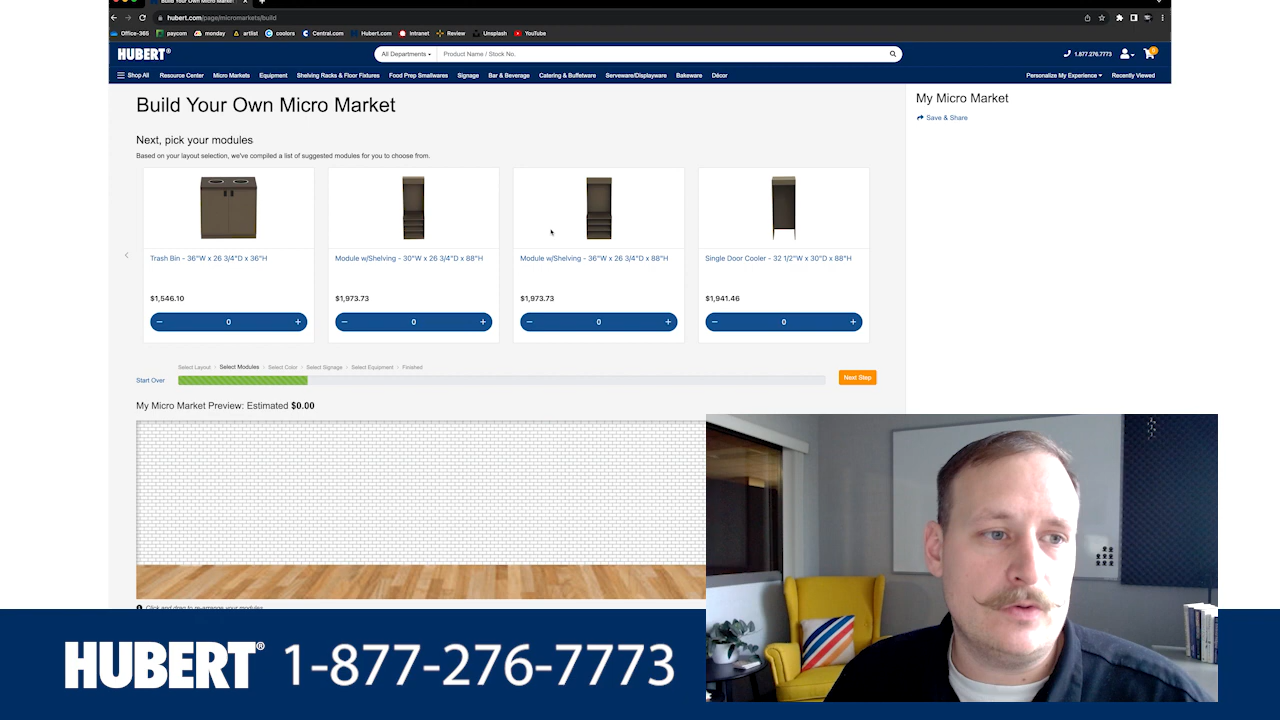 Build Your Own Micro Market
hubert.com/page/micromarkets/build
Office-365 paycom monday artlist coolors Central.com Hubert.com Intranet Review Unsplash YouTube
HUBERT® All Departments Product Name / Stock No. 1.877.276.7773 0
Shop All Resource Center Micro Markets Equipment Shelving Racks & Floor Fixtures Food Prep Smallwares Signage Bar & Beverage Catering & Buffetware Serveware/Displayware Bakeware Décor Personalize My Experience Recently Viewed
Build Your Own Micro Market
My Micro Market
Save & Share
Next, pick your modules
Based on your layout selection, we've compiled a list of suggested modules for you to choose from.
Trash Bin - 36"W x 26 3/4"D x 36"H
$1,546.10
− 0 +
Module w/Shelving - 30"W x 26 3/4"D x 88"H
$1,973.73
− 0 +
Module w/Shelving - 36"W x 26 3/4"D x 88"H
$1,973.73
− 0 +
Single Door Cooler - 32 1/2"W x 30"D x 88"H
$1,941.46
− 0 +
Select Layout › Select Modules › Select Color › Select Signage › Select Equipment › Finished
Start Over
Next Step
My Micro Market Preview: Estimated $0.00
Click and drag to re-arrange your modules
HUBERT® 1-877-276-7773